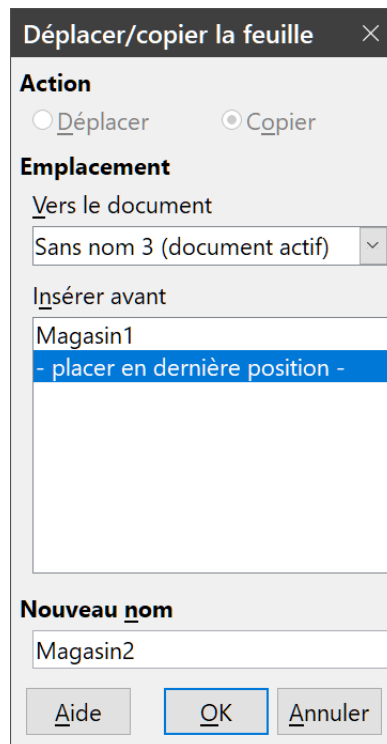 Déplacer/copier la feuille
Action
Déplacer
Copier
Emplacement
Vers le document
Sans nom 3 (document actif)
Insérer avant
Magasin1
- placer en dernière position -
Nouveau nom
Magasin2
Aide
OK
Annuler